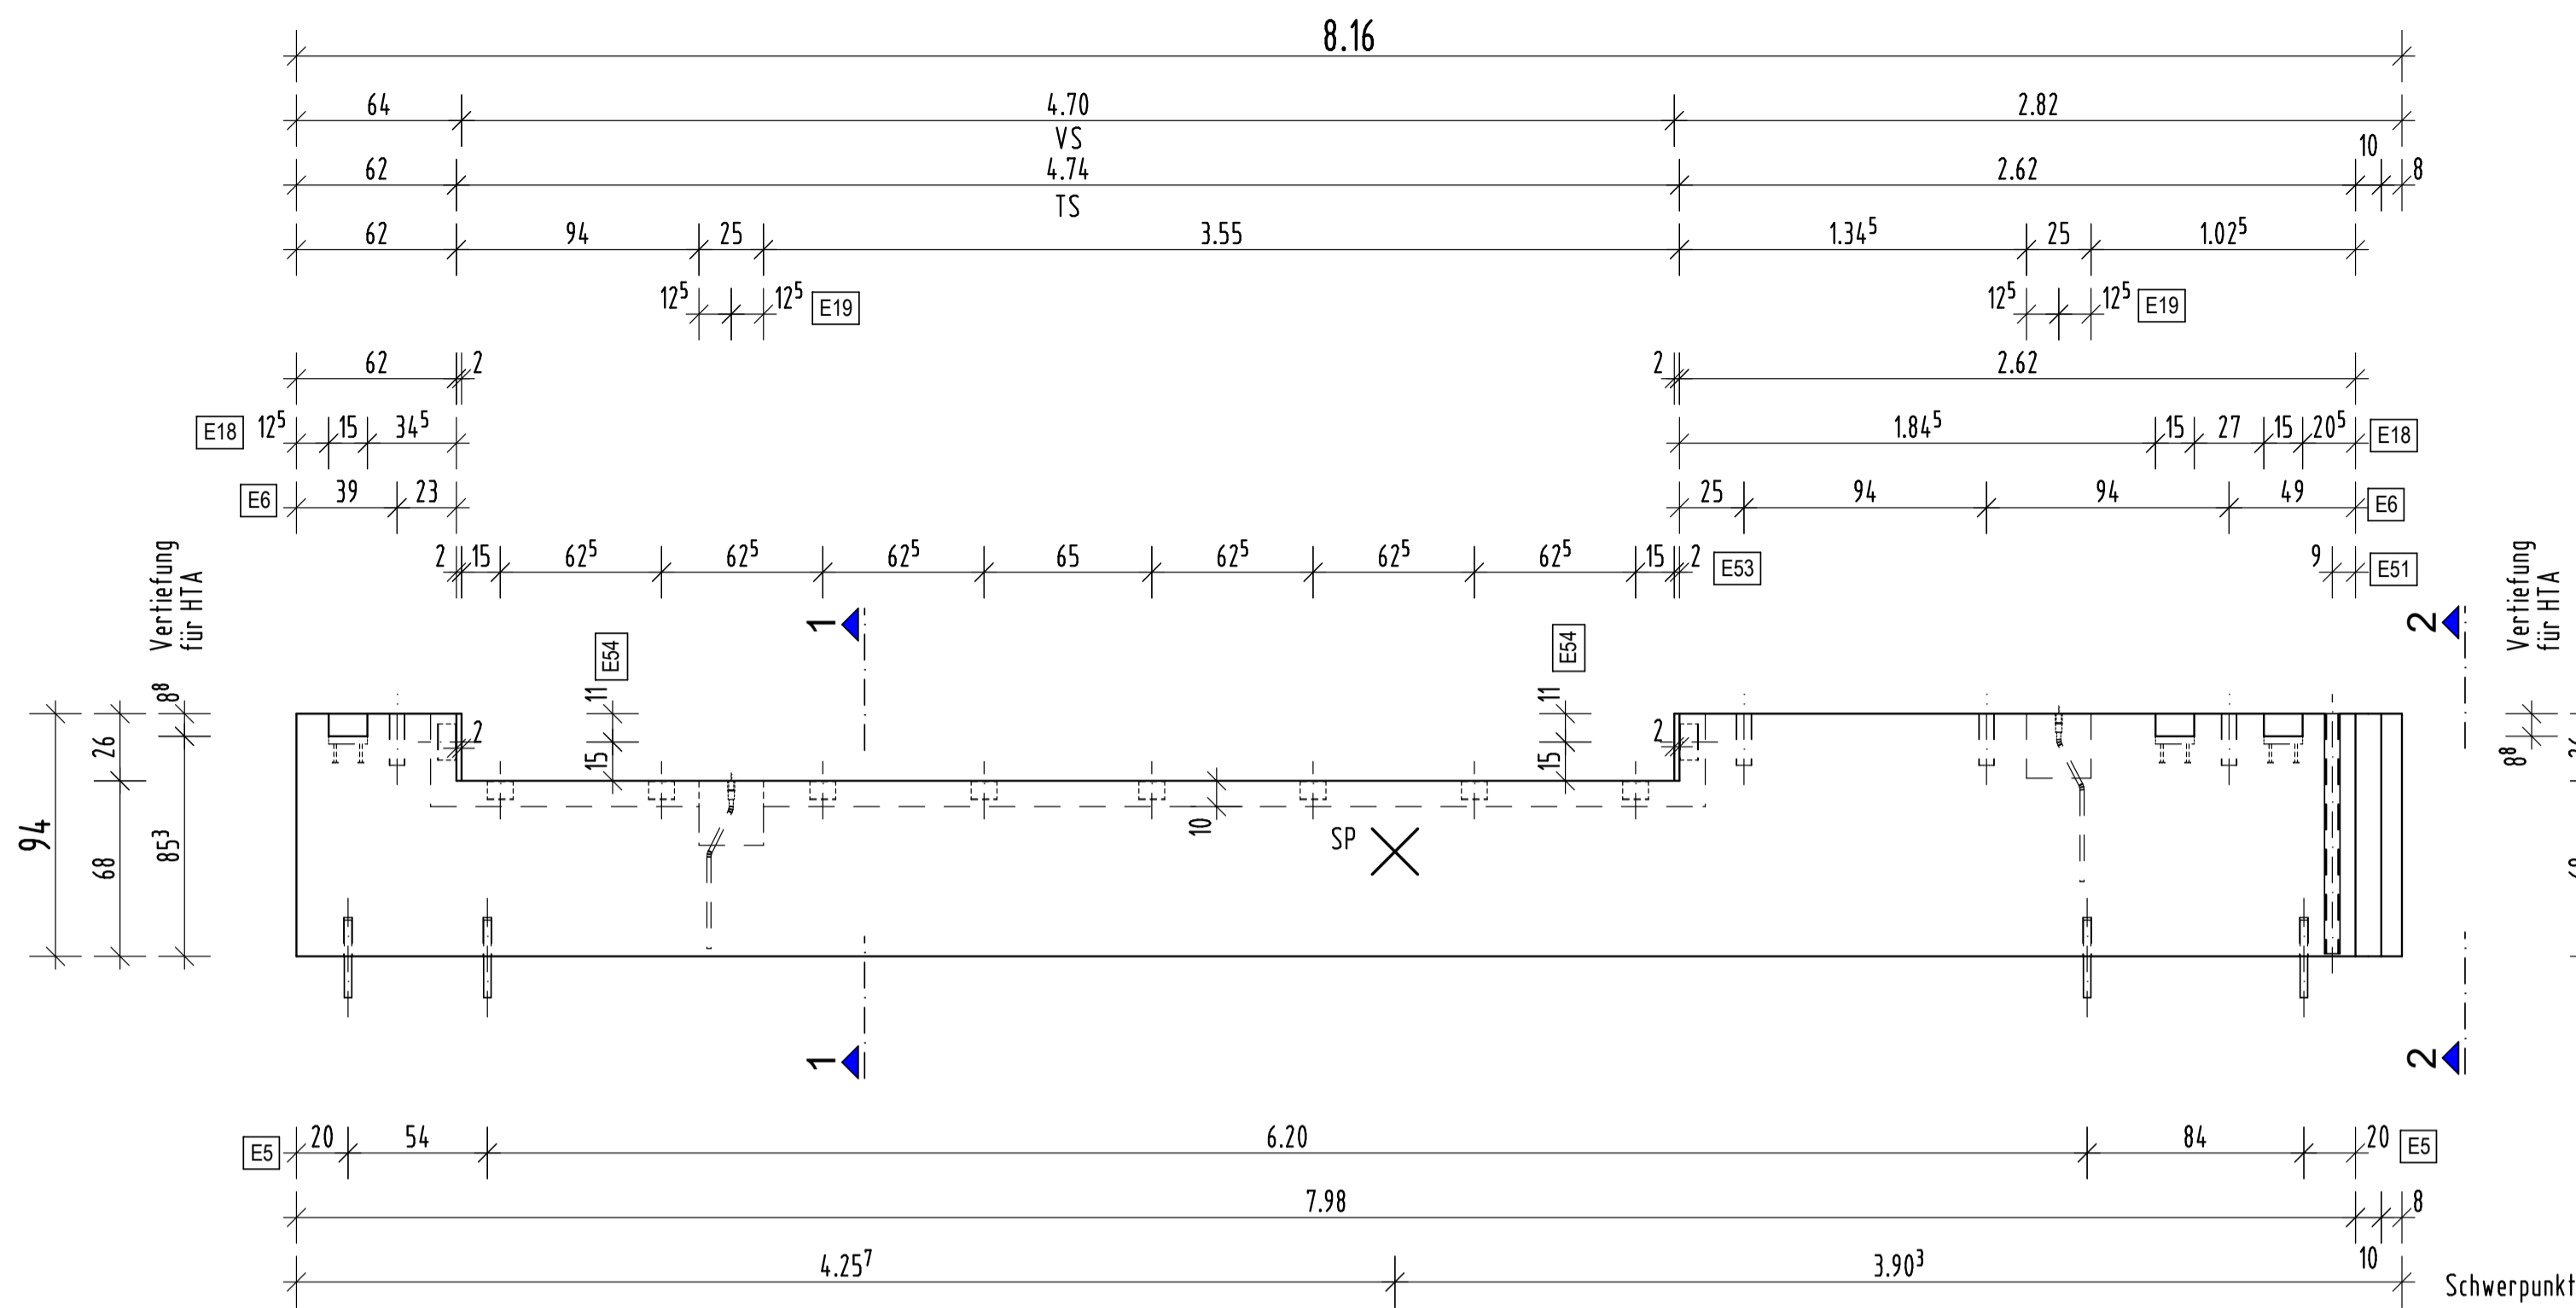 8.16
64 4.70 2.82
VS
62 4.74 2.62 10 8
TS
62 94 25 3.55 1.34⁵ 25 1.02⁵
12⁵ 12⁵ E19 12⁵ 12⁵ E19
62 2 2 2.62
E18 12⁵ 15 34⁵ 1.84⁵ 15 27 15 20⁵ E18
E6 39 23 25 94 94 49 E6
2 15 62⁵ 62⁵ 62⁵ 65 62⁵ 62⁵ 62⁵ 15 2 E53 9 E51
Vertiefung
für HTA
Vertiefung
für HTA
1 2
E54 E54
8⁸ 11 11
94 26 2 15 2 15 8⁸
68 85³ 10
SP
1 2
E5 20 54 6.20 84 20 E5
7.98 8
10
4.25⁷ 3.90³
Schwerpunkt